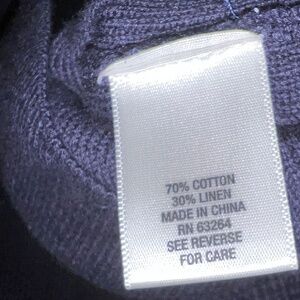 70% COTTON
30% LINEN
MADE IN CHINA
RN 63264
SEE REVERSE
FOR CARE